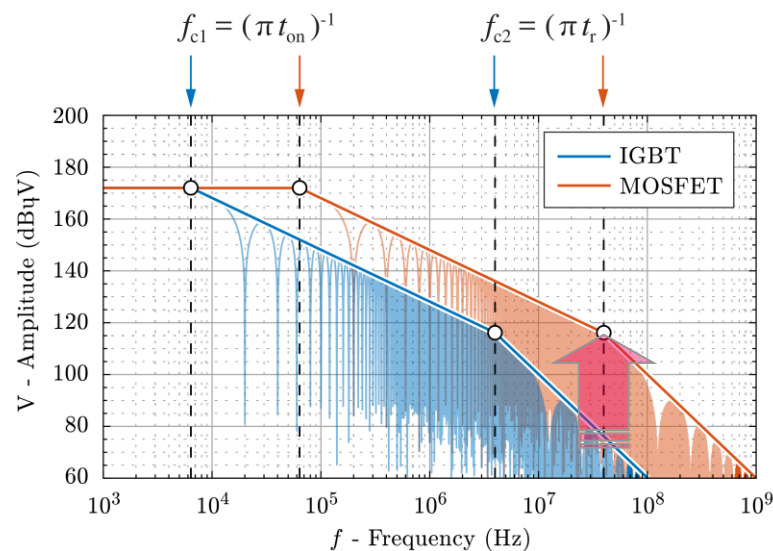 f_c1 = (π t_on)^-1 f_c2 = (π t_r)^-1
200
180
160
140
120
100
80
60
V - Amplitude (dBųV)
IGBT
MOSFET
10^3 10^4 10^5 10^6 10^7 10^8 10^9
f - Frequency (Hz)